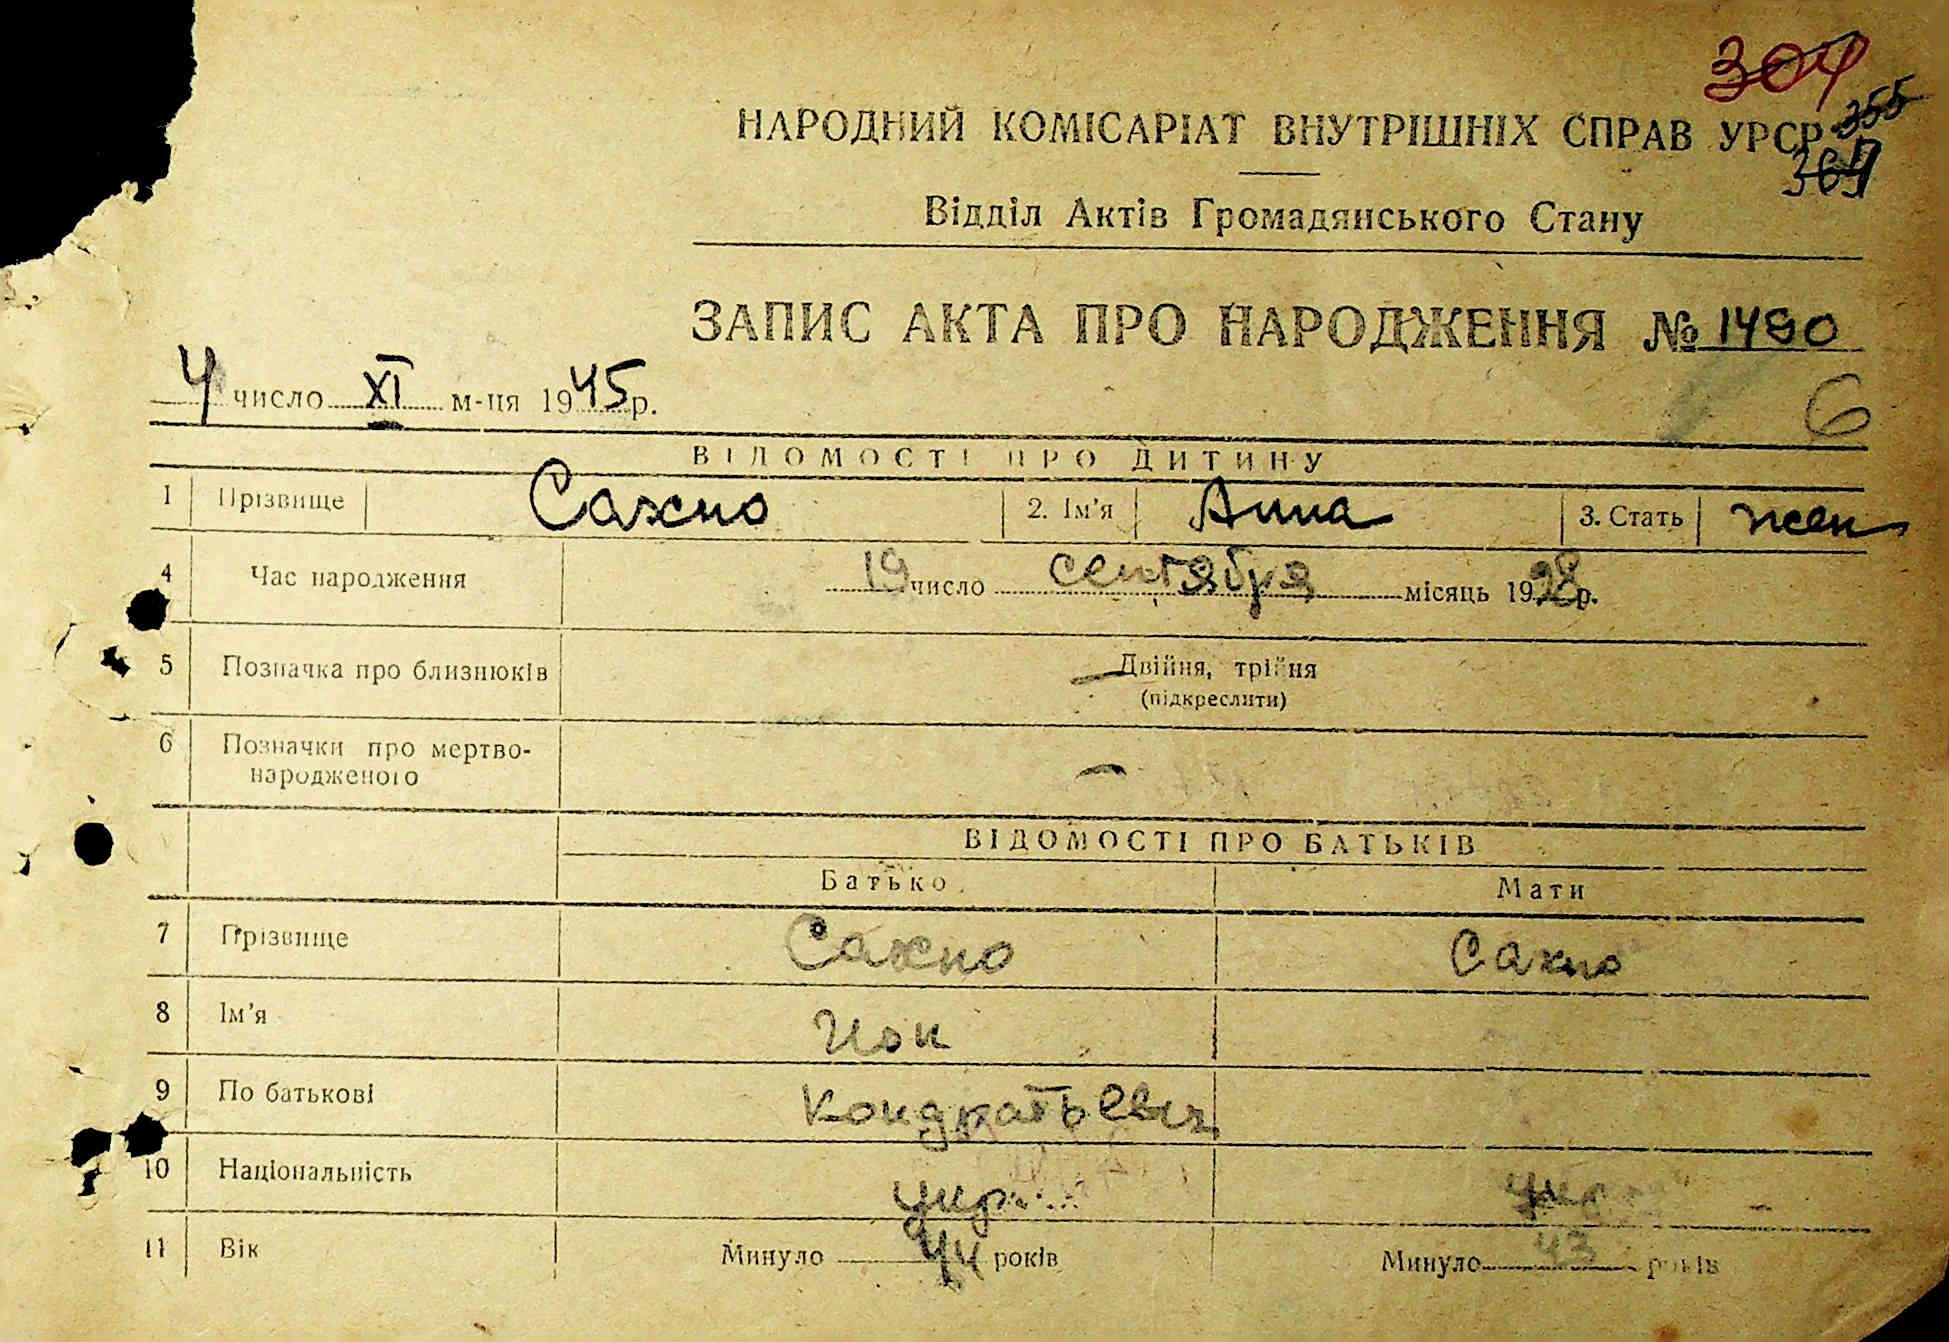 304
355
369
НАРОДНИЙ КОМІСАРІАТ ВНУТРІШНІХ СПРАВ УРСР
Відділ Актів Громадянського Стану
ЗАПИС АКТА ПРО НАРОДЖЕННЯ № 1490
4 число XI м-ця 1945 р.
6
ВІДОМОСТІ ПРО ДИТИНУ
1 Прізвище Сахно 2. Ім'я Анна 3. Стать жен
4 Час народження 19 число сентября місяць 1928 р.
5 Позначка про близнюків Двійня, трійня
(підкреслити)
6 Позначки про мертво-
народженого —
ВІДОМОСТІ ПРО БАТЬКІВ
Батько Мати
7 Прізвище Сахно Сахно
8 Ім'я
9 По батькові Кондратьевич
10 Національність укр укр
11 Вік Минуло 44 років Минуло 43 років